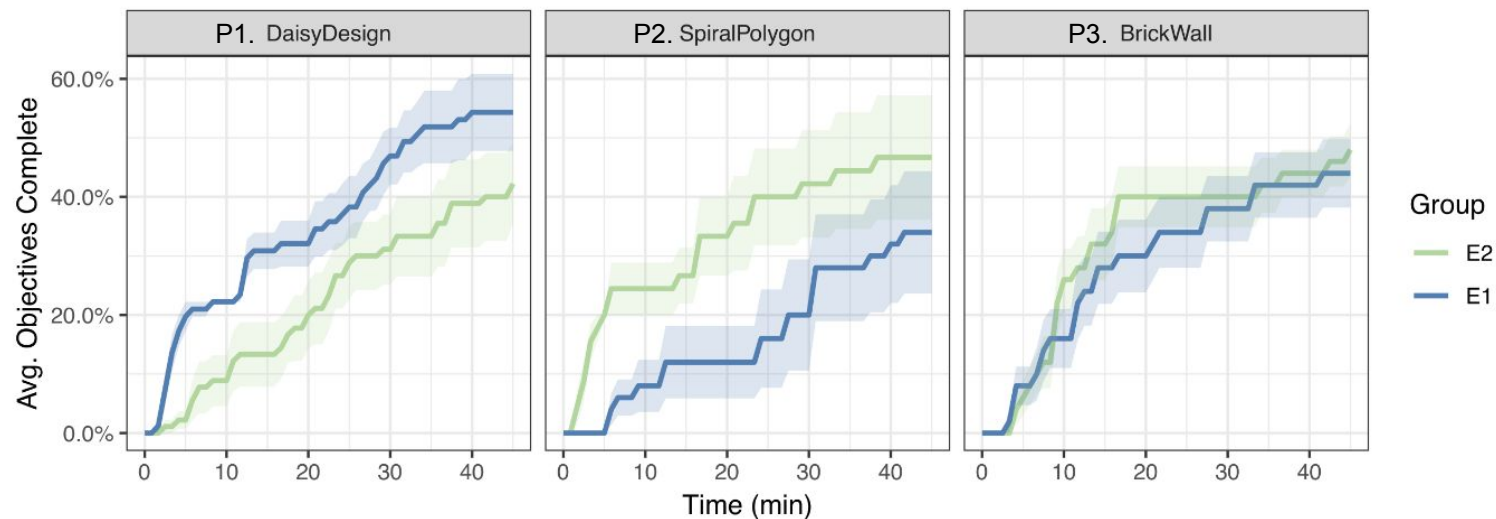 P1. DaisyDesign
P2. SpiralPolygon
P3. BrickWall
Avg. Objectives Complete
60.0%
40.0%
20.0%
0.0%
0 10 20 30 40
0 10 20 30 40
0 10 20 30 40
Time (min)
Group
E2
E1